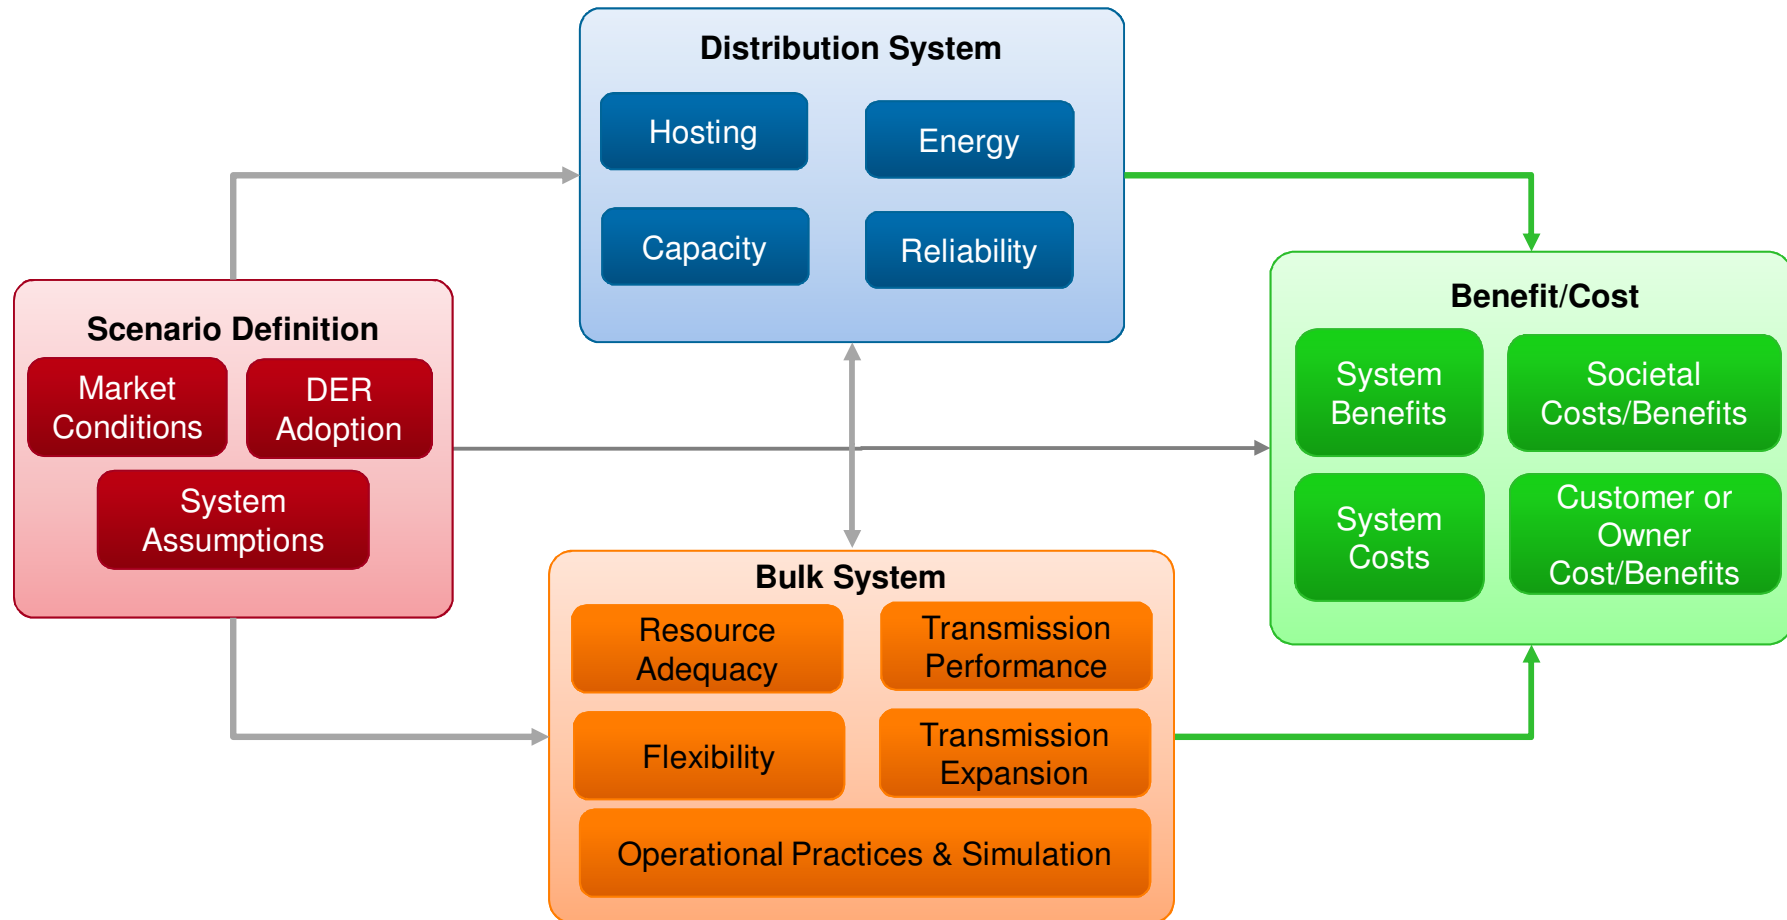 Distribution System
Hosting
Energy
Capacity
Reliability
Scenario Definition
Market
Conditions
DER
Adoption
System
Assumptions
Bulk System
Resource
Adequacy
Transmission
Performance
Flexibility
Transmission
Expansion
Operational Practices & Simulation
Benefit/Cost
System
Benefits
Societal
Costs/Benefits
System
Costs
Customer or
Owner
Cost/Benefits